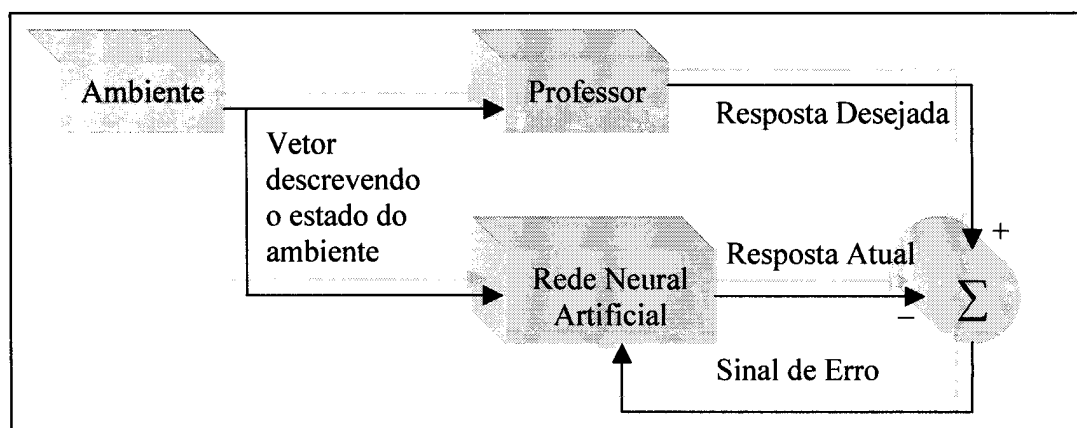 Ambiente
Professor
Resposta Desejada
Vetor
descrevendo
o estado do
ambiente
+
Resposta Atual
Rede Neural
Artificial
−
Σ
Sinal de Erro